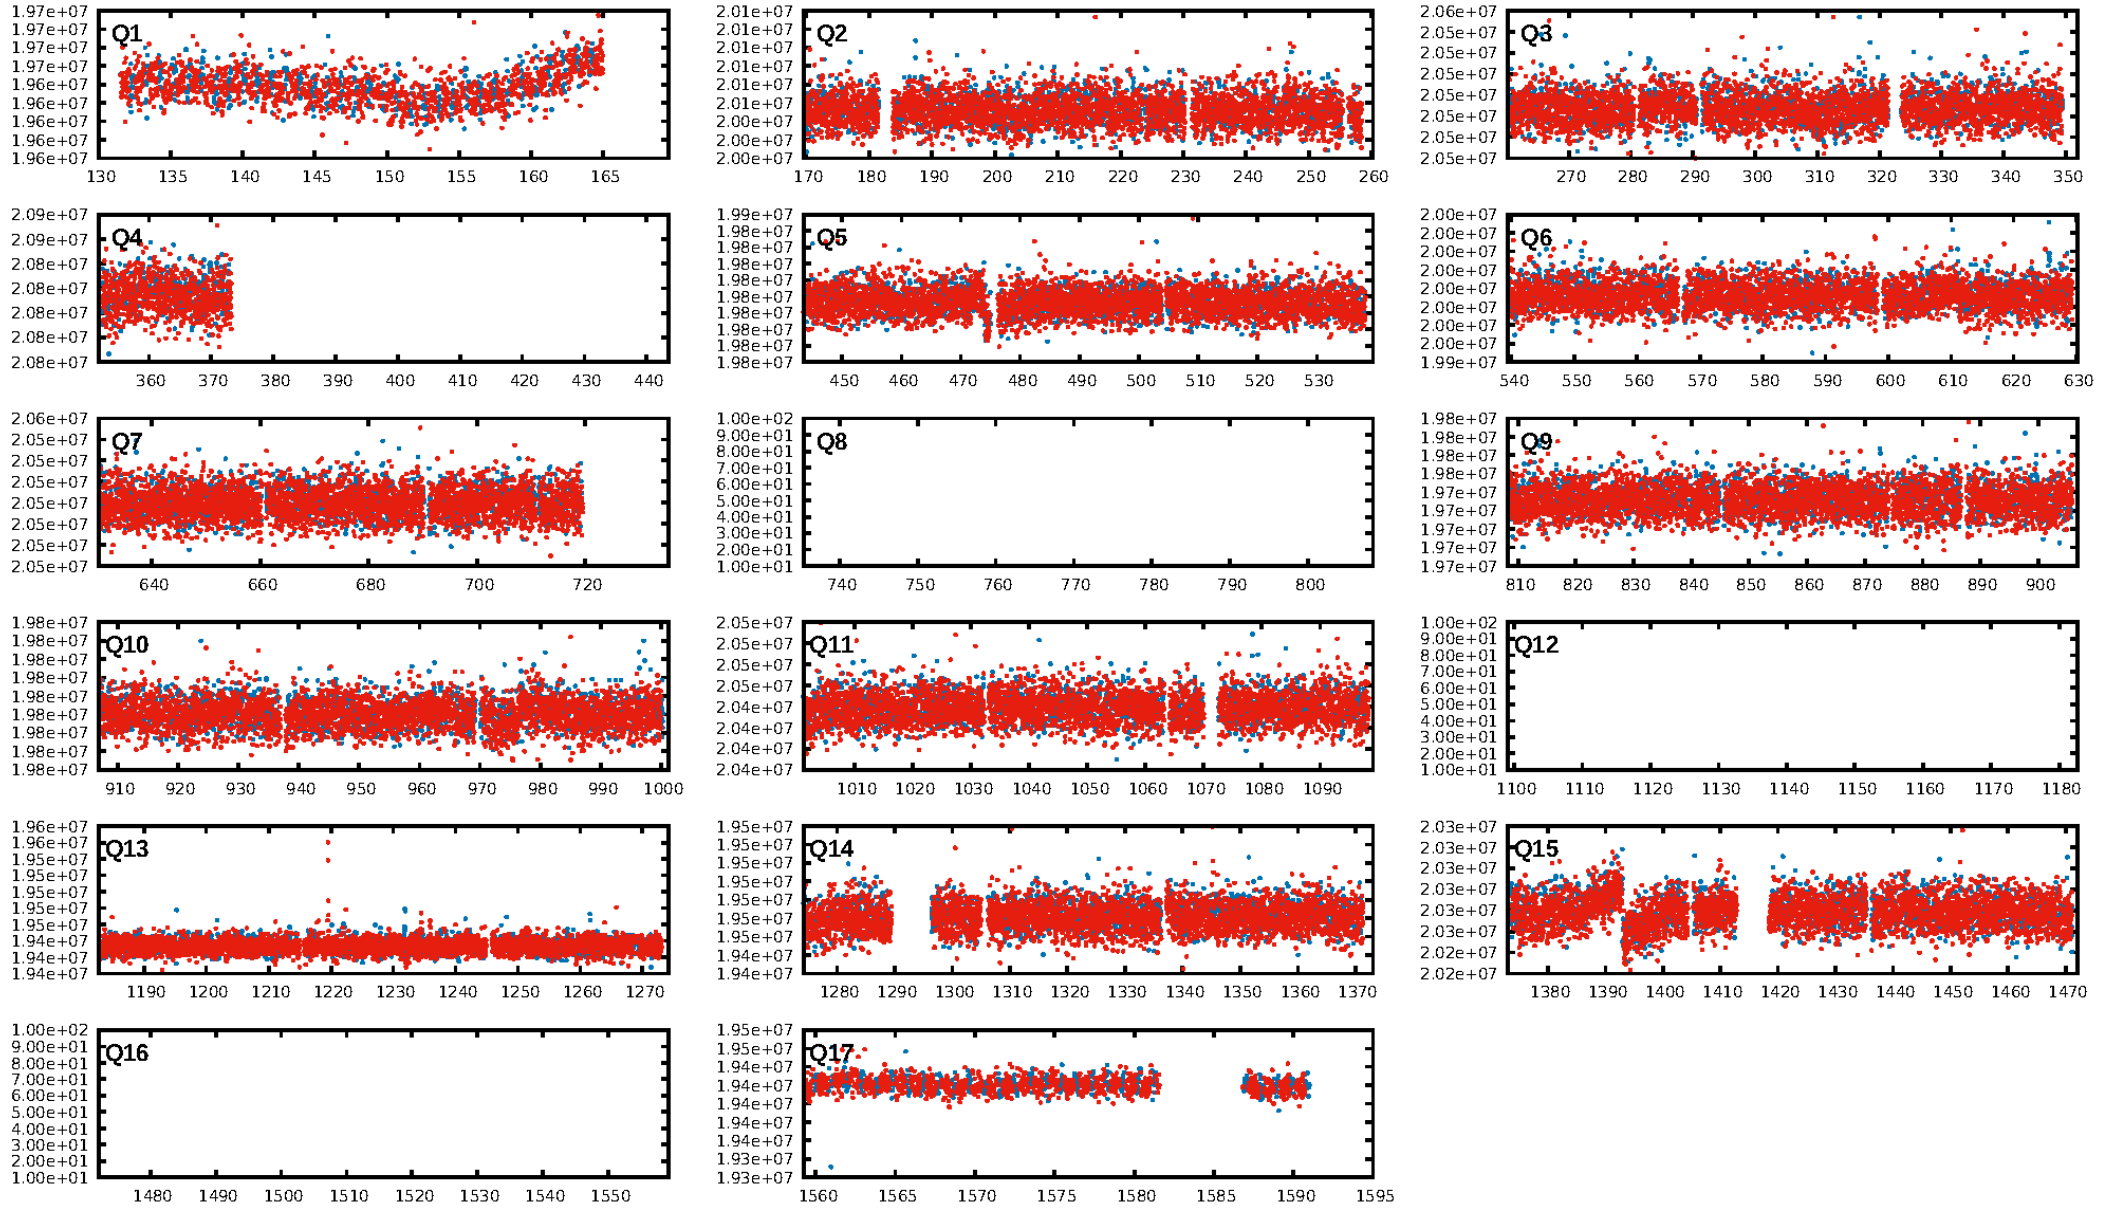 1.97e+07
1.97e+07
1.97e+07
1.97e+07
1.96e+07
1.96e+07
1.96e+07
1.96e+07
1.96e+07
Q1
130 135 140 145 150 155 160 165
2.01e+07
2.01e+07
2.01e+07
2.01e+07
2.01e+07
2.01e+07
2.00e+07
2.00e+07
2.00e+07
Q2
170 180 190 200 210 220 230 240 250 260
2.06e+07
2.05e+07
2.05e+07
2.05e+07
2.05e+07
2.05e+07
2.05e+07
2.05e+07
Q3
270 280 290 300 310 320 330 340 350
2.09e+07
2.09e+07
2.08e+07
2.08e+07
2.08e+07
2.08e+07
2.08e+07
Q4
360 370 380 390 400 410 420 430 440
1.99e+07
1.98e+07
1.98e+07
1.98e+07
1.98e+07
1.98e+07
1.98e+07
1.98e+07
1.98e+07
1.98e+07
Q5
450 460 470 480 490 500 510 520 530
2.00e+07
2.00e+07
2.00e+07
2.00e+07
2.00e+07
2.00e+07
2.00e+07
2.00e+07
1.99e+07
Q6
540 550 560 570 580 590 600 610 620 630
2.06e+07
2.05e+07
2.05e+07
2.05e+07
2.05e+07
2.05e+07
2.05e+07
2.05e+07
Q7
640 660 680 700 720
1.00e+02
9.00e+01
8.00e+01
7.00e+01
6.00e+01
5.00e+01
4.00e+01
3.00e+01
2.00e+01
1.00e+01
Q8
740 750 760 770 780 790 800
1.98e+07
1.98e+07
1.98e+07
1.98e+07
1.97e+07
1.97e+07
1.97e+07
1.97e+07
1.97e+07
Q9
810 820 830 840 850 860 870 880 890 900
1.98e+07
1.98e+07
1.98e+07
1.98e+07
1.98e+07
1.98e+07
1.98e+07
1.98e+07
1.98e+07
Q10
910 920 930 940 950 960 970 980 990 1000
2.05e+07
2.05e+07
2.05e+07
2.05e+07
2.04e+07
2.04e+07
2.04e+07
2.04e+07
Q11
1010 1020 1030 1040 1050 1060 1070 1080 1090
1.00e+02
9.00e+01
8.00e+01
7.00e+01
6.00e+01
5.00e+01
4.00e+01
3.00e+01
2.00e+01
1.00e+01
Q12
1100 1110 1120 1130 1140 1150 1160 1170 1180
1.96e+07
1.96e+07
1.95e+07
1.95e+07
1.95e+07
1.95e+07
1.95e+07
1.94e+07
1.94e+07
1.94e+07
Q13
1190 1200 1210 1220 1230 1240 1250 1260 1270
1.95e+07
1.95e+07
1.95e+07
1.95e+07
1.95e+07
1.95e+07
1.95e+07
1.94e+07
1.94e+07
Q14
1280 1290 1300 1310 1320 1330 1340 1350 1360 1370
2.03e+07
2.03e+07
2.03e+07
2.03e+07
2.03e+07
2.03e+07
2.02e+07
2.02e+07
Q15
1380 1390 1400 1410 1420 1430 1440 1450 1460 1470
1.00e+02
9.00e+01
8.00e+01
7.00e+01
6.00e+01
5.00e+01
4.00e+01
3.00e+01
2.00e+01
1.00e+01
Q16
1480 1490 1500 1510 1520 1530 1540 1550
1.95e+07
1.95e+07
1.94e+07
1.94e+07
1.94e+07
1.94e+07
1.94e+07
1.93e+07
1.93e+07
Q17
1560 1565 1570 1575 1580 1585 1590 1595